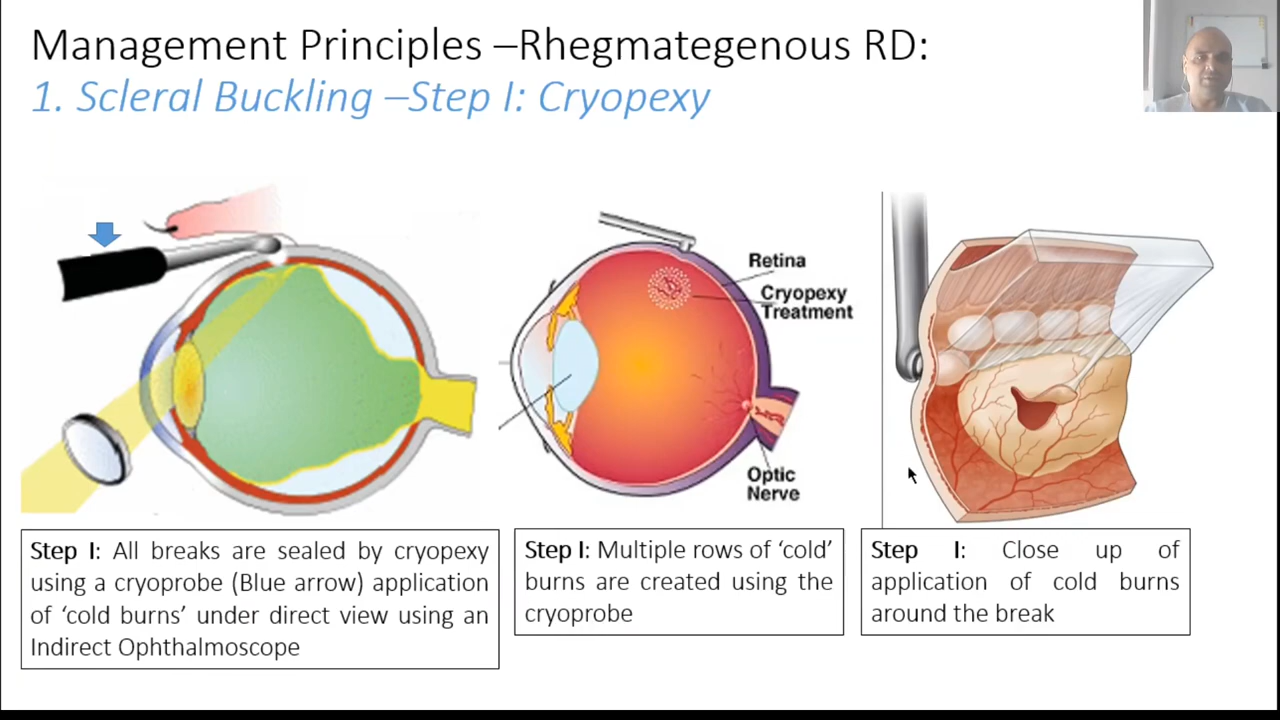 Management Principles –Rhegmategenous RD:
1. Scleral Buckling –Step I: Cryopexy
Retina
Cryopexy
Treatment
Optic
Nerve
Step I: All breaks are sealed by cryopexy
using a cryoprobe (Blue arrow) application
of ‘cold burns’ under direct view using an
Indirect Ophthalmoscope
Step I: Multiple rows of ‘cold’
burns are created using the
cryoprobe
Step I: Close up of
application of cold burns
around the break